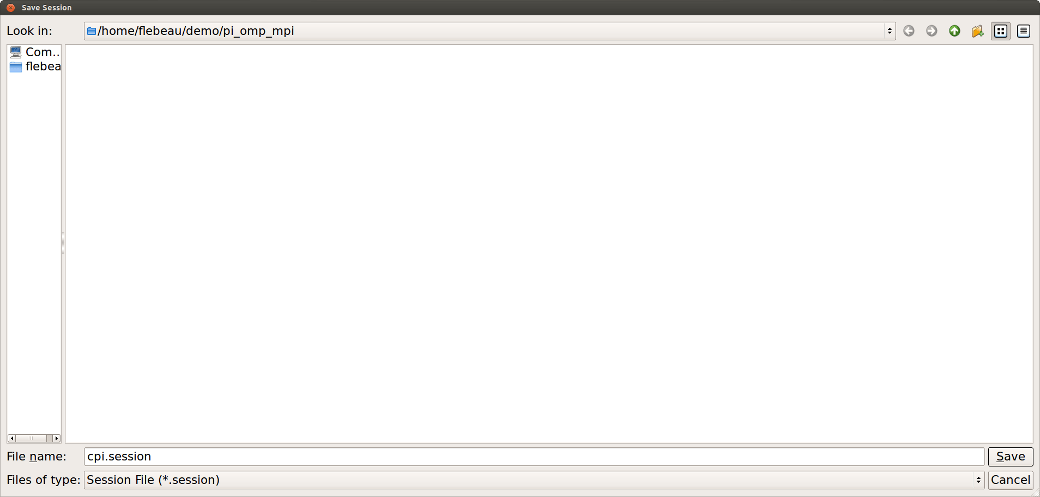 Save Session
Look in: /home/flebeau/demo/pi_omp_mpi
Com...
flebea
File name: cpi.session Save
Files of type: Session File (*.session) Cancel